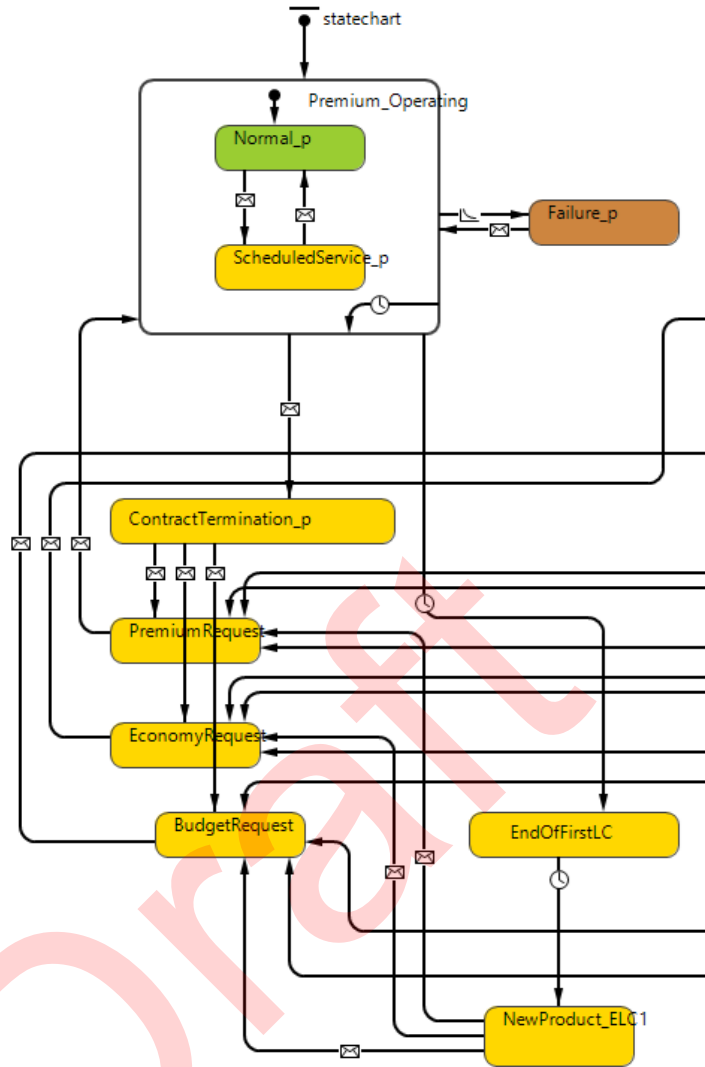 statechart
Premium_Operating
Normal_p
Failure_p
ScheduledService_p
ContractTermination_p
PremiumRequest
EconomyRequest
BudgetRequest
EndOfFirstLC
NewProduct_ELC1
Draft